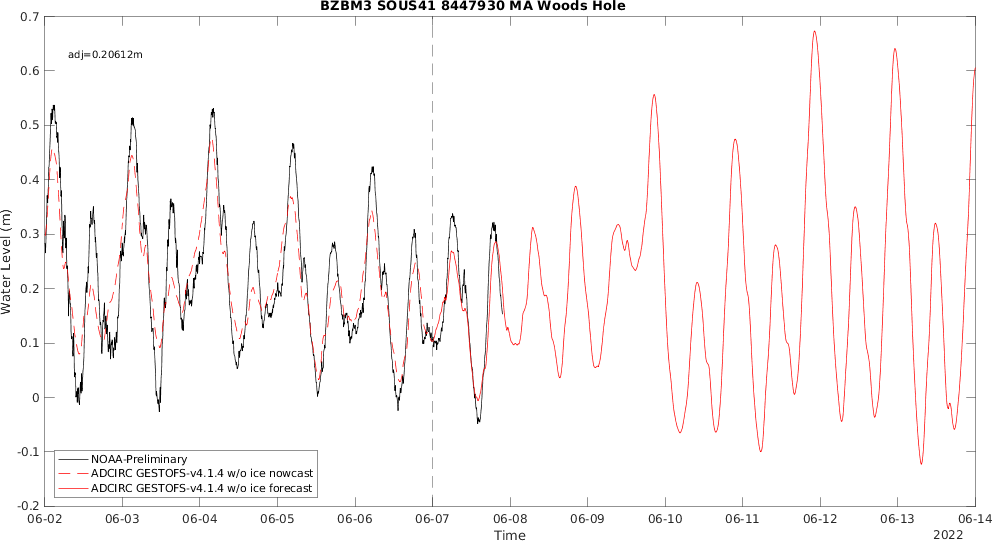 BZBM3 SOUS41 8447930 MA Woods Hole
adj=0.20612m
Water Level (m)
0.7
0.6
0.5
0.4
0.3
0.2
0.1
0
-0.1
-0.2
NOAA-Preliminary
ADCIRC GESTOFS-v4.1.4 w/o ice nowcast
ADCIRC GESTOFS-v4.1.4 w/o ice forecast
06-02 06-03 06-04 06-05 06-06 06-07 06-08 06-09 06-10 06-11 06-12 06-13 06-14
Time
2022